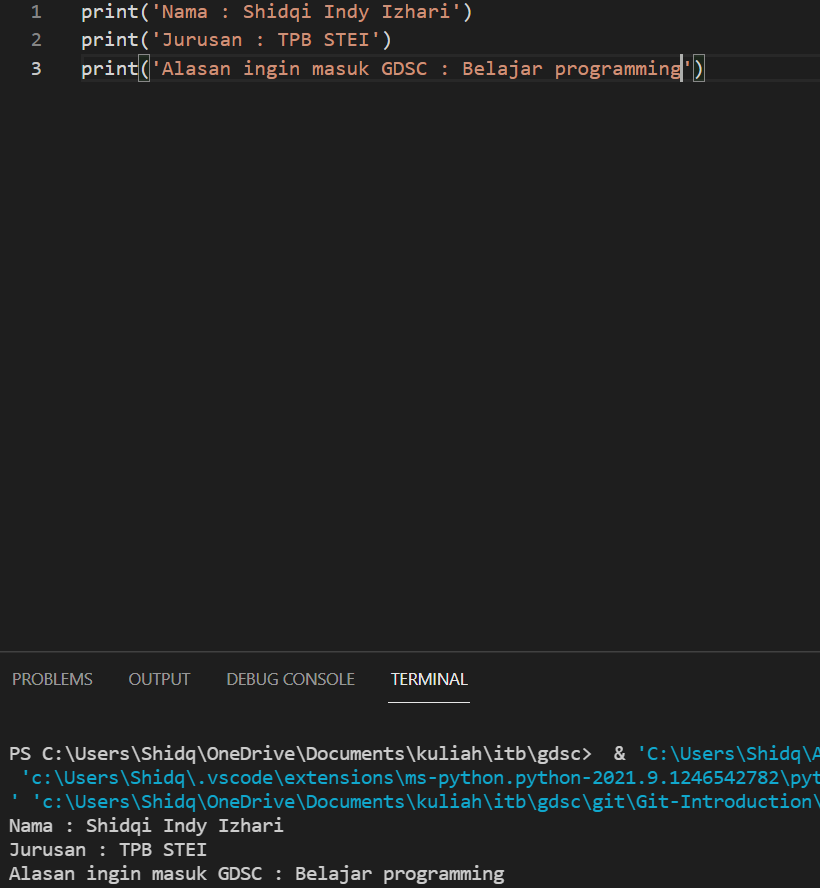 1 print('Nama : Shidqi Indy Izhari')
2 print('Jurusan : TPB STEI')
3 print('Alasan ingin masuk GDSC : Belajar programming')
PROBLEMS OUTPUT DEBUG CONSOLE TERMINAL
PS C:\Users\Shidq\OneDrive\Documents\kuliah\itb\gdsc>  & 'C:\Users\Shidq\A
 'c:\Users\Shidq\.vscode\extensions\ms-python.python-2021.9.1246542782\pyt
' 'c:\Users\Shidq\OneDrive\Documents\kuliah\itb\gdsc\git\Git-Introduction\
Nama : Shidqi Indy Izhari
Jurusan : TPB STEI
Alasan ingin masuk GDSC : Belajar programming